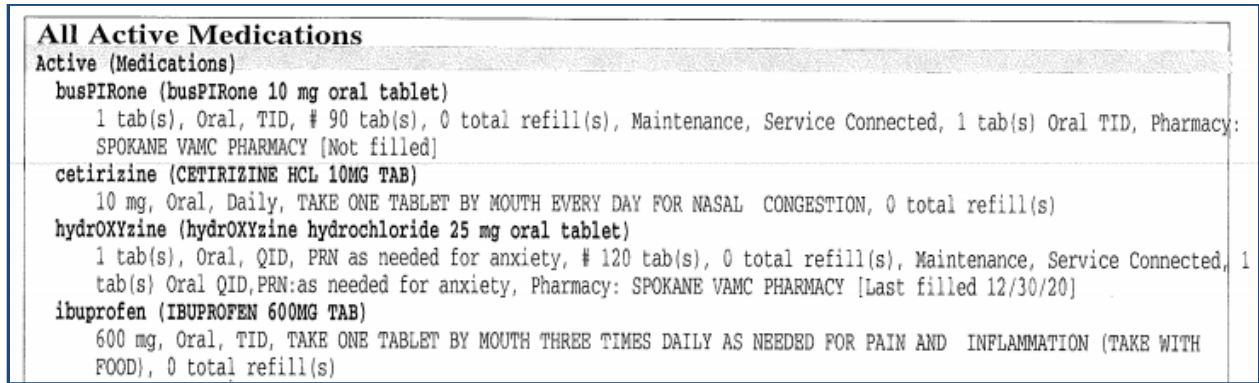 All Active Medications
Active (Medications)
busPIRone (busPIRone 10 mg oral tablet)
1 tab(s), Oral, TID, # 90 tab(s), 0 total refill(s), Maintenance, Service Connected, 1 tab(s) Oral TID, Pharmacy:
SPOKANE VAMC PHARMACY [Not filled]
cetirizine (CETIRIZINE HCL 10MG TAB)
10 mg, Oral, Daily, TAKE ONE TABLET BY MOUTH EVERY DAY FOR NASAL CONGESTION, 0 total refill(s)
hydrOXYzine (hydrOXYzine hydrochloride 25 mg oral tablet)
1 tab(s), Oral, QID, PRN as needed for anxiety, # 120 tab(s), 0 total refill(s), Maintenance, Service Connected, 1
tab(s) Oral QID,PRN:as needed for anxiety, Pharmacy: SPOKANE VAMC PHARMACY [Last filled 12/30/20]
ibuprofen (IBUPROFEN 600MG TAB)
600 mg, Oral, TID, TAKE ONE TABLET BY MOUTH THREE TIMES DAILY AS NEEDED FOR PAIN AND INFLAMMATION (TAKE WITH
FOOD), 0 total refill(s)